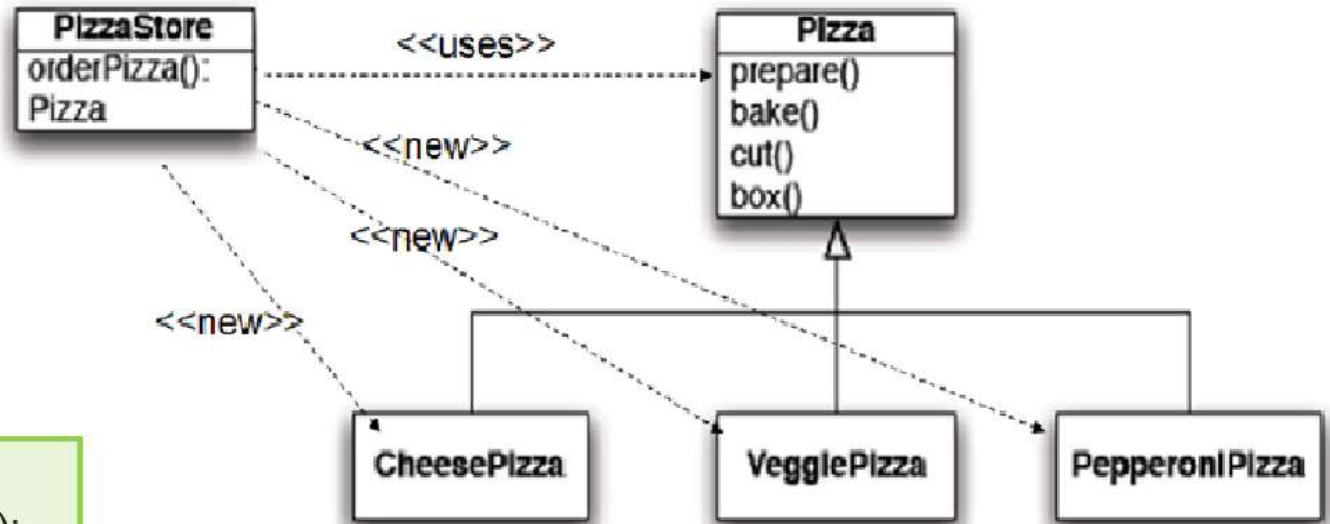 PizzaStore
orderPizza():
Pizza
<<uses>>
Pizza
prepare()
bake()
cut()
box()
<<new>>
<<new>>
<<new>>
CheesePizza
VeggiePizza
PepperoniPizza
);